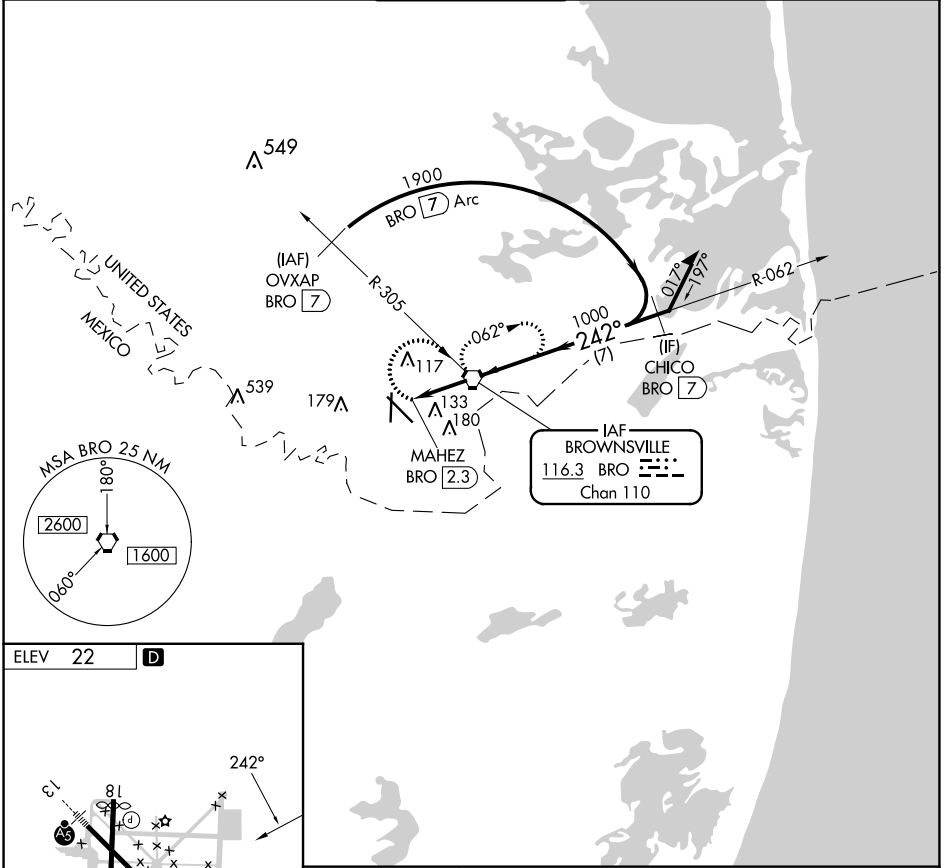 549
1900
BRO 7 Arc
(IAF)
OVXAP
BRO 7
R-305
UNITED STATES
MEXICO
017°
197°
R-062
1000
242°
(7)
(IF)
CHICO
BRO 7
062°
117
539
179
133
180
MAHEZ
BRO 2.3
IAF
BROWNSVILLE
116.3 BRO
Chan 110
MSA BRO 25 NM
180°
2600
1600
060°
ELEV 22 D
242°
13
18
P
A5